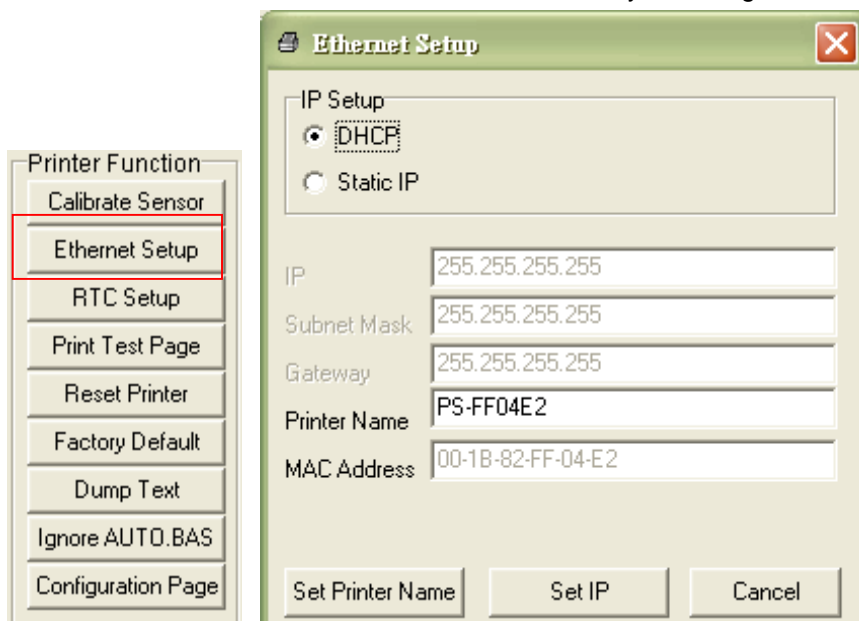 Printer Function
Calibrate Sensor
Ethernet Setup
RTC Setup
Print Test Page
Reset Printer
Factory Default
Dump Text
Ignore AUTO.BAS
Configuration Page
Ethernet Setup
IP Setup
DHCP
Static IP
IP 255.255.255.255
Subnet Mask 255.255.255.255
Gateway 255.255.255.255
Printer Name PS-FF04E2
MAC Address 00-1B-82-FF-04-E2
Set Printer Name Set IP Cancel